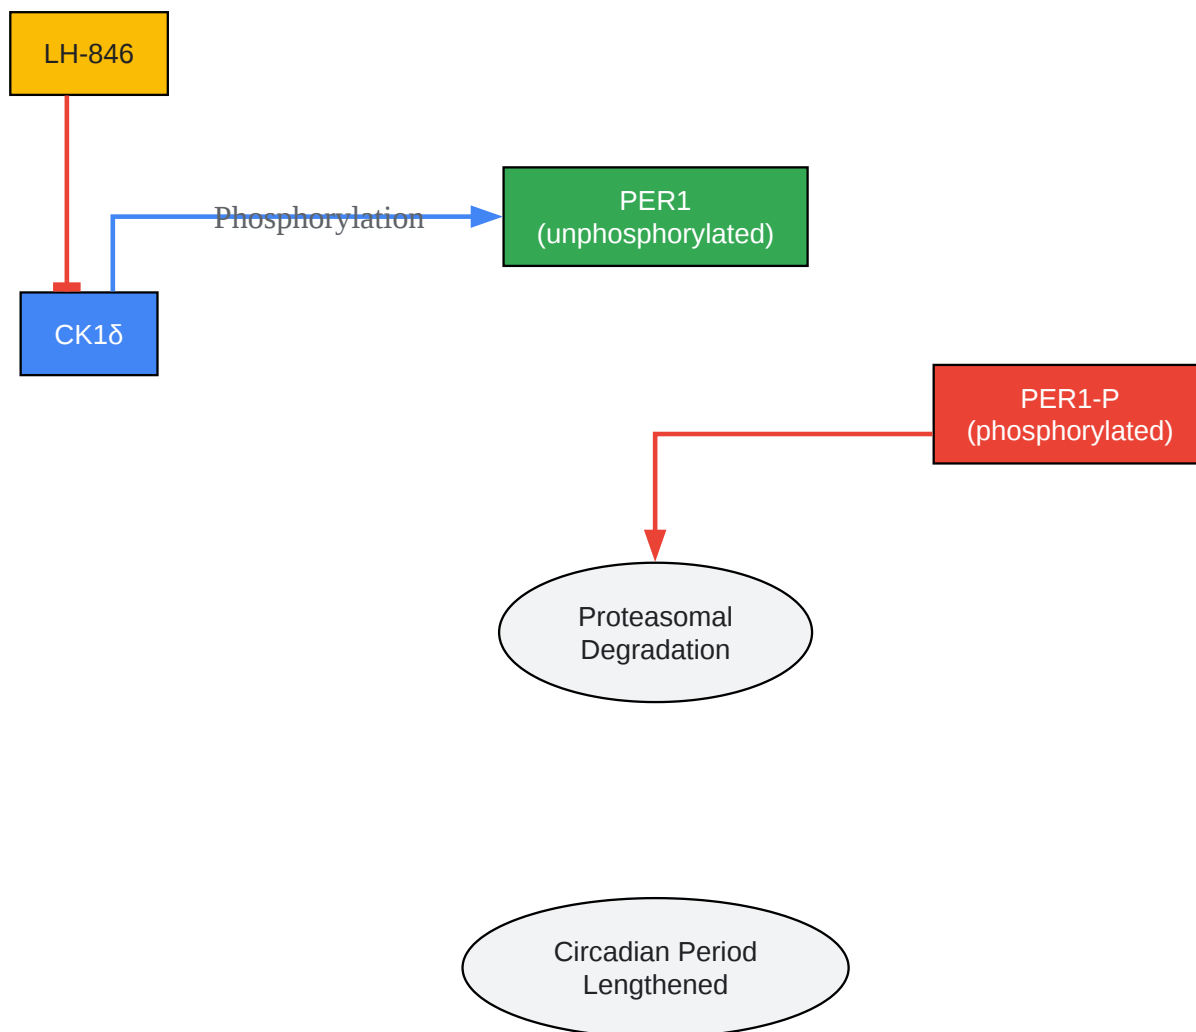 LH-846
Phosphorylation
PER1
(unphosphorylated)
CK1δ
PER1-P
(phosphorylated)
Proteasomal
Degradation
Circadian Period
Lengthened